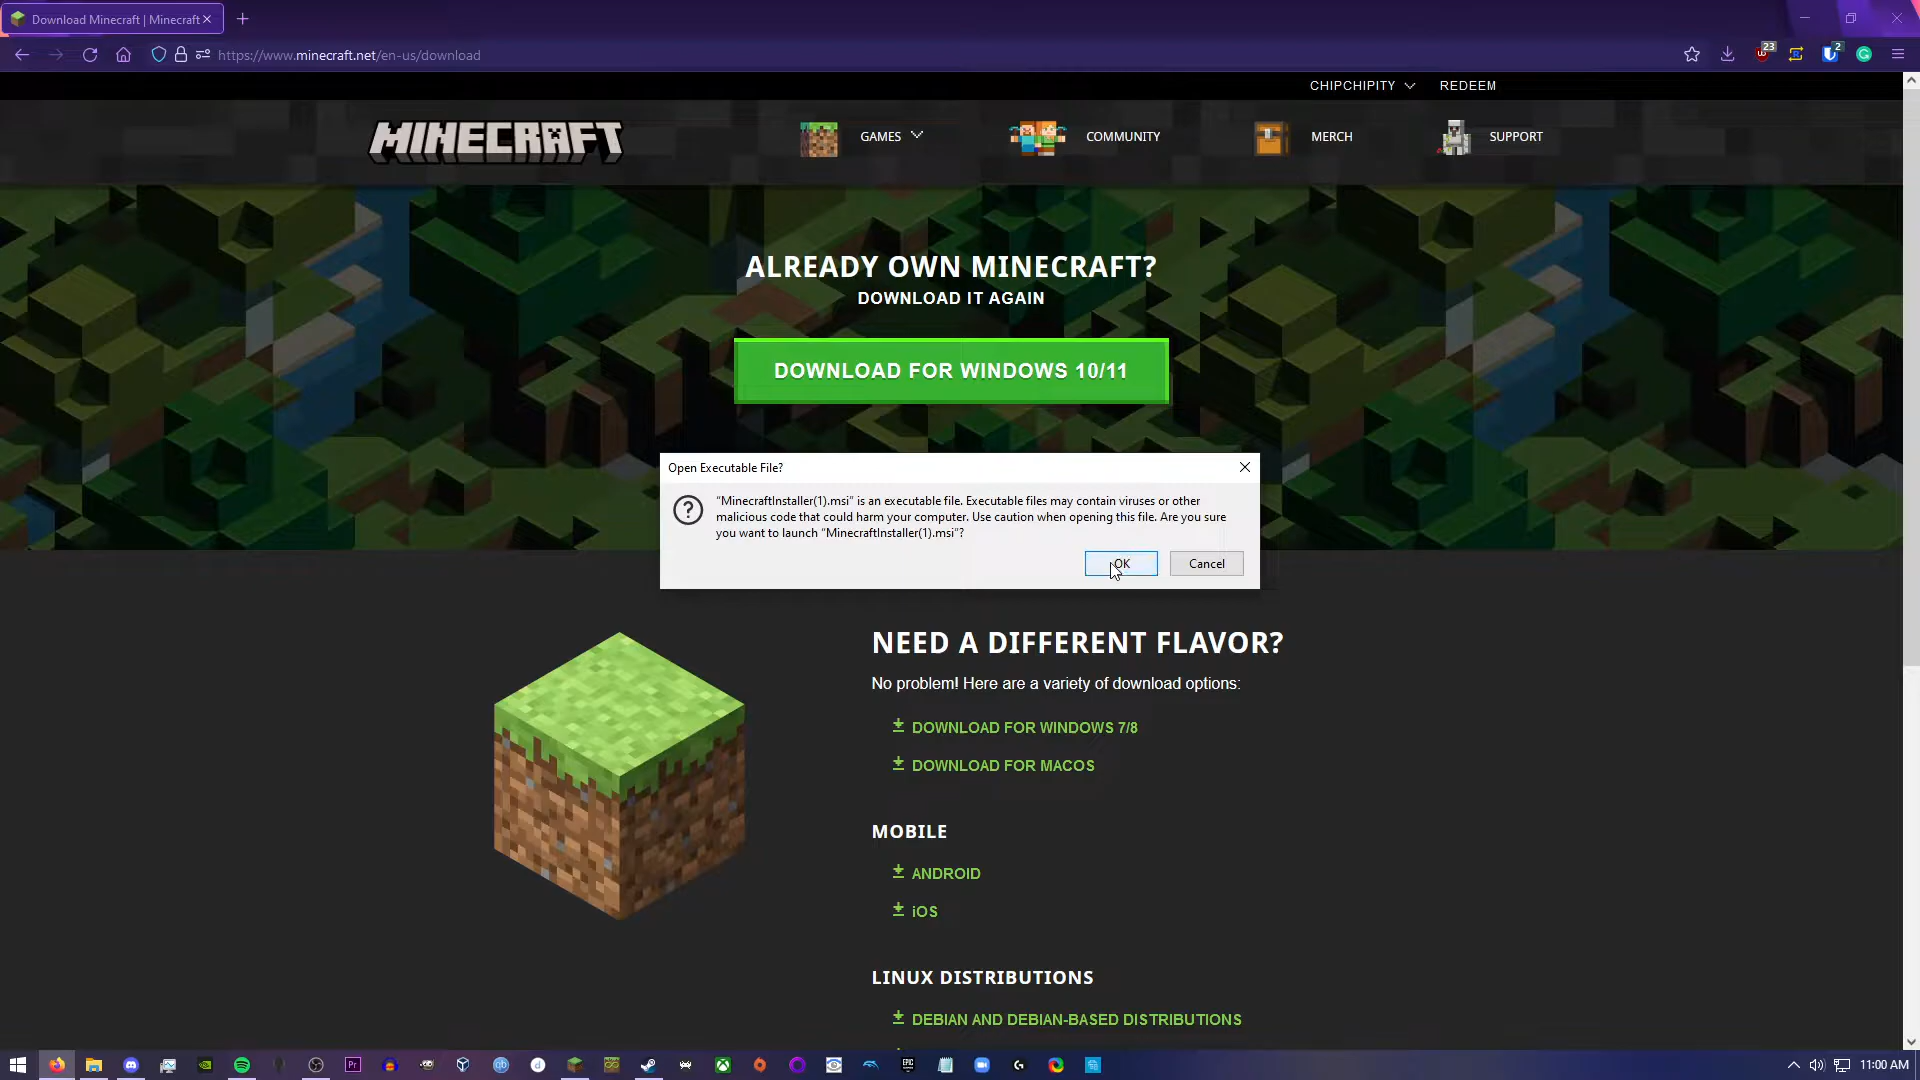 Download Minecraft | Minecraft
https://www.minecraft.net/en-us/download
23
2
CHIPCHIPITY
REDEEM
MINECRAFT
GAMES
COMMUNITY
MERCH
SUPPORT
ALREADY OWN MINECRAFT?
DOWNLOAD IT AGAIN
DOWNLOAD FOR WINDOWS 10/11
Open Executable File?
“MinecraftInstaller(1).msi” is an executable file. Executable files may contain viruses or other
malicious code that could harm your computer. Use caution when opening this file. Are you sure
you want to launch “MinecraftInstaller(1).msi”?
OK
Cancel
NEED A DIFFERENT FLAVOR?
No problem! Here are a variety of download options:
DOWNLOAD FOR WINDOWS 7/8
DOWNLOAD FOR MACOS
MOBILE
ANDROID
iOS
LINUX DISTRIBUTIONS
DEBIAN AND DEBIAN-BASED DISTRIBUTIONS
Pr
EPIC
11:00 AM